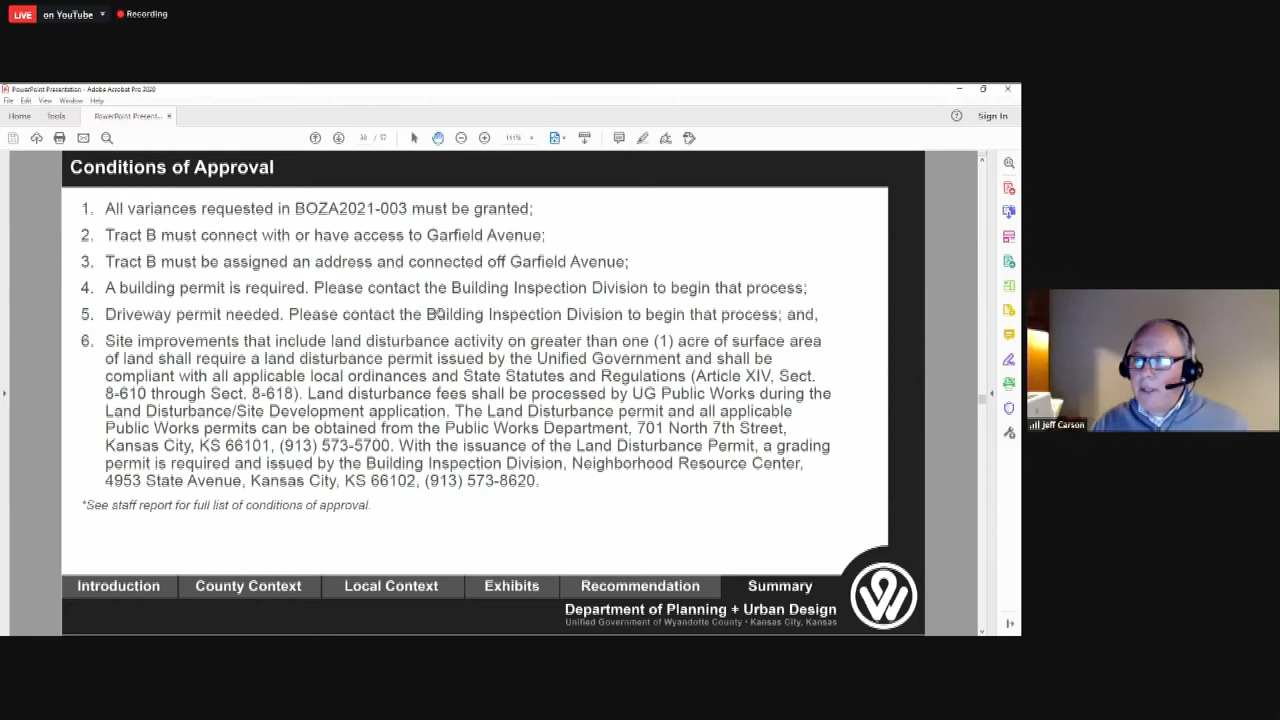 LIVE on YouTube Recording
PowerPoint Presentation - Adobe Acrobat Pro 2020
File Edit View Window Help
Home Tools PowerPoint Present... × Sign In
/ 57 111%
Conditions of Approval
1. All variances requested in BOZA2021-003 must be granted;
2. Tract B must connect with or have access to Garfield Avenue;
3. Tract B must be assigned an address and connected off Garfield Avenue;
4. A building permit is required. Please contact the Building Inspection Division to begin that process;
5. Driveway permit needed. Please contact the Building Inspection Division to begin that process; and,
6. Site improvements that include land disturbance activity on greater than one (1) acre of surface area
of land shall require a land disturbance permit issued by the Unified Government and shall be
compliant with all applicable local ordinances and State Statutes and Regulations (Article XIV, Sect.
8-610 through Sect. 8-618). Land disturbance fees shall be processed by UG Public Works during the
Land Disturbance/Site Development application. The Land Disturbance permit and all applicable
Public Works permits can be obtained from the Public Works Department, 701 North 7th Street,
Kansas City, KS 66101, (913) 573-5700. With the issuance of the Land Disturbance Permit, a grading
permit is required and issued by the Building Inspection Division, Neighborhood Resource Center,
4953 State Avenue, Kansas City, KS 66102, (913) 573-8620.
*See staff report for full list of conditions of approval.
Introduction County Context Local Context Exhibits Recommendation Summary
Department of Planning + Urban Design
Unified Government of Wyandotte County • Kansas City, Kansas
Jeff Carson